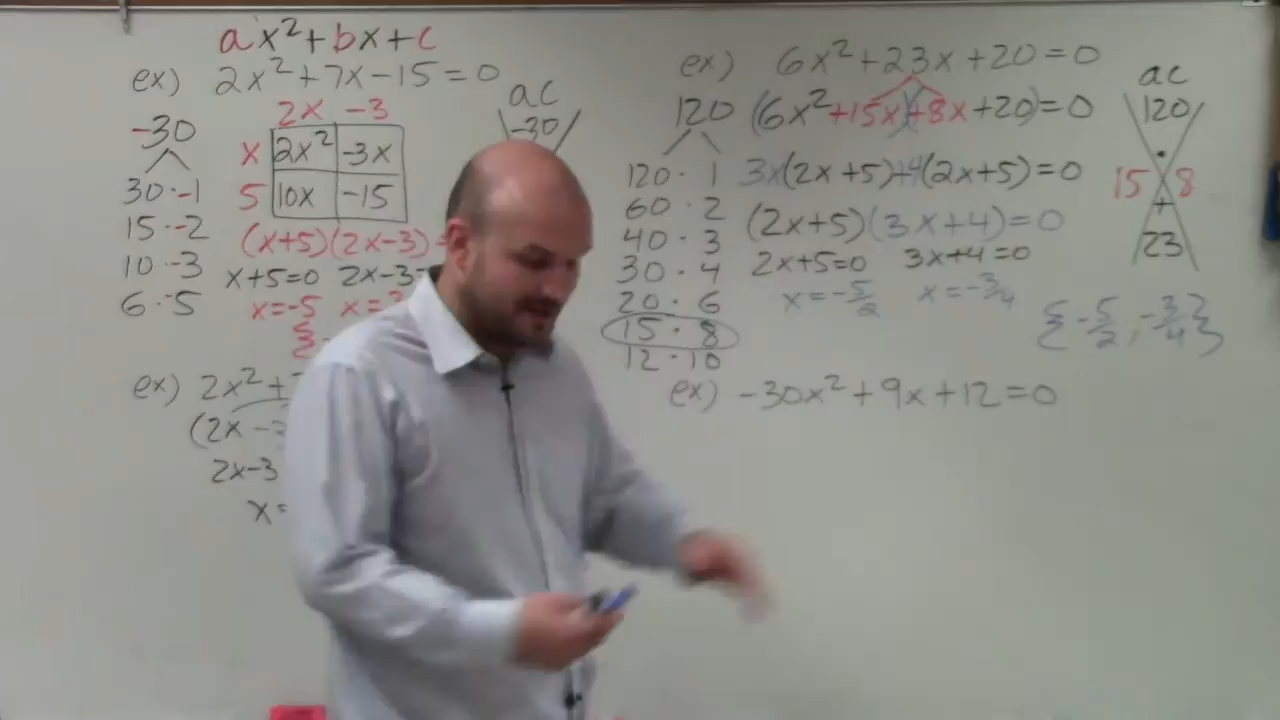 ax² + bx + c
ex) 2x² + 7x - 15 = 0
-30
30 · -1
15 · -2
10 · -3
6 · -5
2x -3
x 2x² -3x
5 10x -15
ac
-30
(x+5)(2x-3)=
x+5=0 2x-3=
x=-5 x=
{-
ex) 2x² +
(2x -
2x-3
x=
ex) 6x² + 23x + 20 = 0
120 (6x² +15x)(+8x +20) = 0
120 · 1 3x(2x+5)+4(2x+5)=0
60 · 2 (2x+5)(3x+4)=0
40 · 3 2x+5=0 3x+4=0
30 · 4 x=-5/2 x=-3/4
20 · 6
15 · 8
12 · 10
{-5/2, -3/4}
ac
120
·
15 8
+
23
ex) -30x² + 9x + 12 = 0